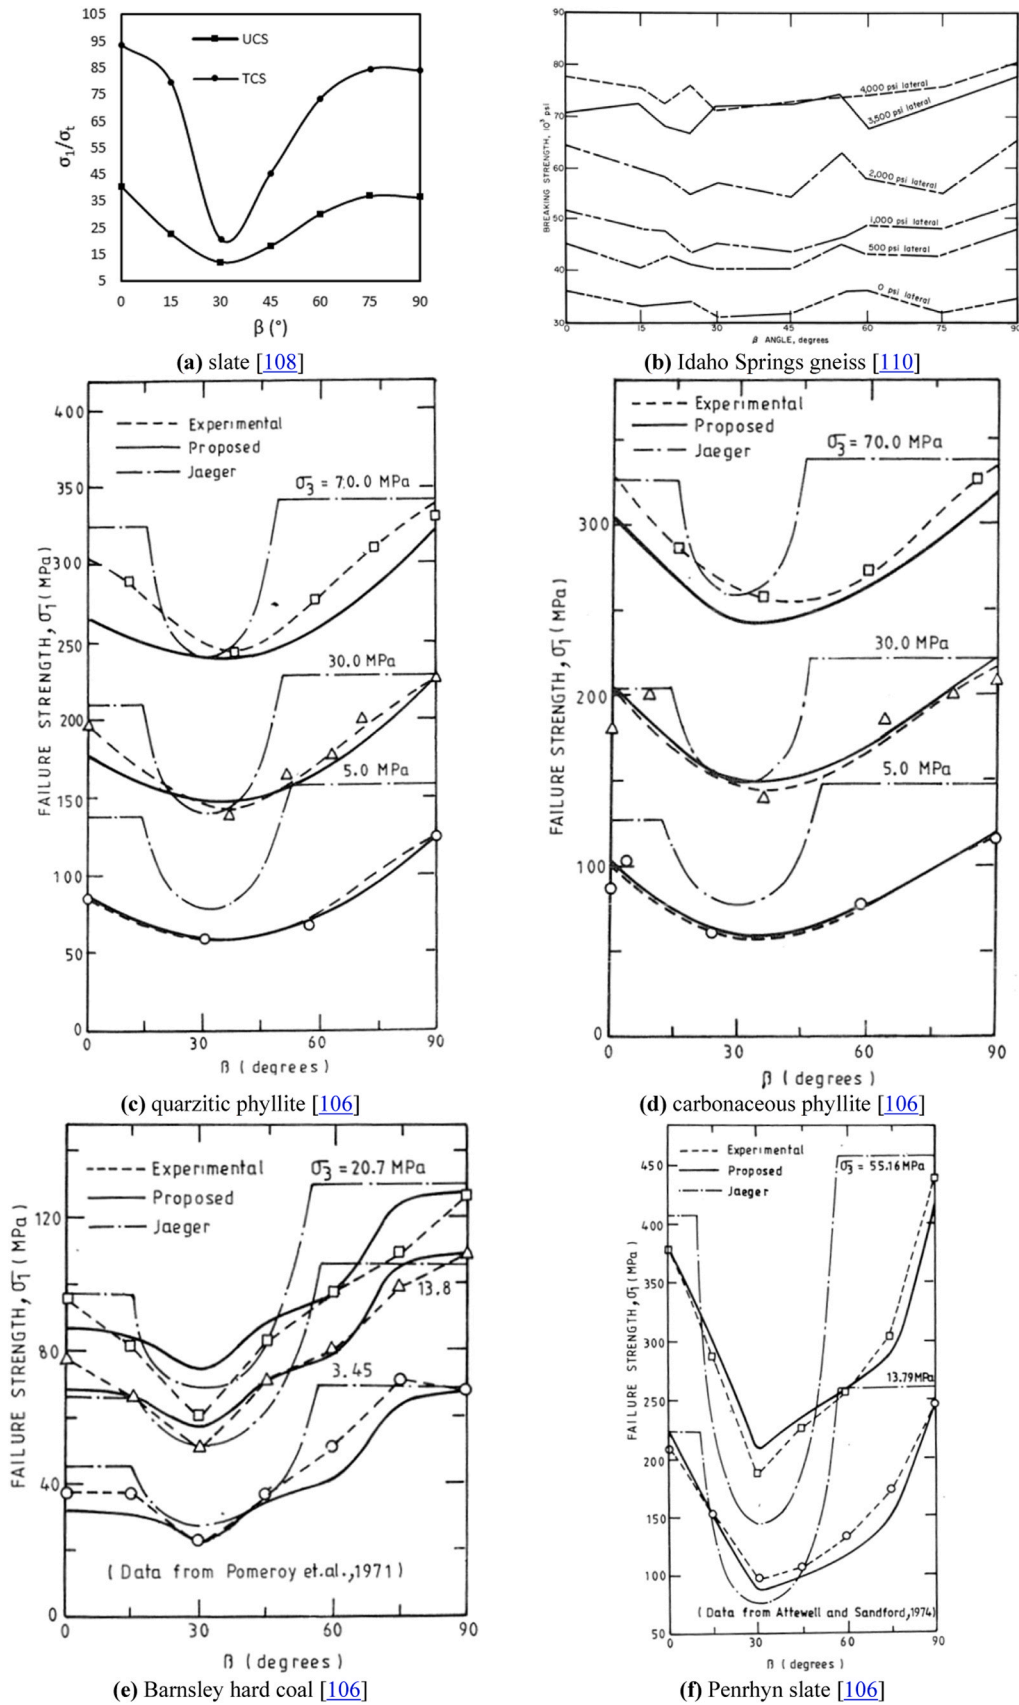 105
95
85
75
65
55
45
35
25
15
5
σ₁/σₜ
UCS
TCS
0 15 30 45 60 75 90
β (°)
(a) slate [108]
90
80
70
60
50
40
30
BREAKING STRENGTH, 10³ psi
4,000 psi lateral
3,500 psi lateral
2,000 psi lateral
1,000 psi lateral
500 psi lateral
0 psi lateral
0 15 30 45 60 75 90
β ANGLE, degrees
(b) Idaho Springs gneiss [110]
400
350
300
250
200
150
100
50
0
FAILURE STRENGTH, σ₁ (MPa)
Experimental
Proposed
Jaeger
σ₃ = 70.0 MPa
30.0 MPa
5.0 MPa
0 30 60 90
β (degrees)
(c) quarzitic phyllite [106]
300
200
100
0
FAILURE STRENGTH, σ₁ (MPa)
Experimental
Proposed
Jaeger
σ₃ = 70.0 MPa
30.0 MPa
5.0 MPa
0 30 60 90
β (degrees)
(d) carbonaceous phyllite [106]
120
80
40
0
FAILURE STRENGTH, σ₁ (MPa)
Experimental
Proposed
Jaeger
σ₃ = 20.7 MPa
13.8
3.45
(Data from Pomeroy et.al.,1971)
0 30 60 90
β (degrees)
(e) Barnsley hard coal [106]
450
400
350
300
250
200
150
100
50
FAILURE STRENGTH, σ₁ (MPa)
Experimental
Proposed
Jaeger
σ₃ = 55.16 MPa
13.79 MPa
(Data from Attewell and Sandford,1974)
0 30 60 90
β (degrees)
(f) Penrhyn slate [106]